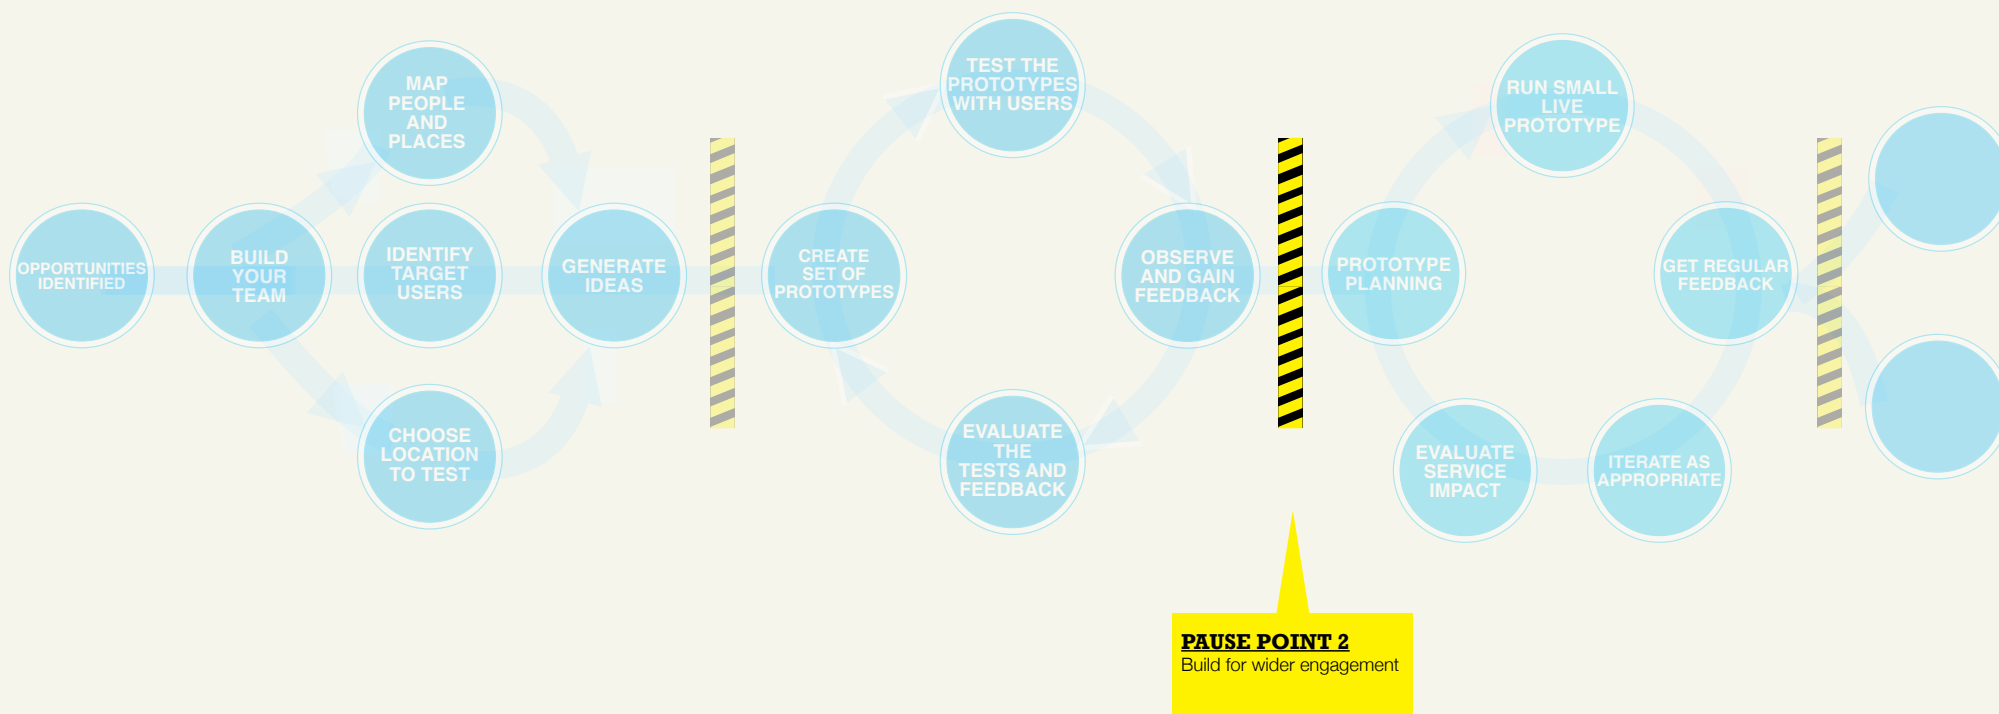 OPPORTUNITIES
IDENTIFIED
BUILD
YOUR
TEAM
MAP
PEOPLE
AND
PLACES
IDENTIFY
TARGET
USERS
CHOOSE
LOCATION
TO TEST
GENERATE
IDEAS
CREATE
SET OF
PROTOTYPES
TEST THE
PROTOTYPES
WITH USERS
OBSERVE
AND GAIN
FEEDBACK
EVALUATE
THE
TESTS AND
FEEDBACK
PROTOTYPE
PLANNING
RUN SMALL
LIVE
PROTOTYPE
GET REGULAR
FEEDBACK
ITERATE AS
APPROPRIATE
EVALUATE
SERVICE
IMPACT
PAUSE POINT 2
Build for wider engagement